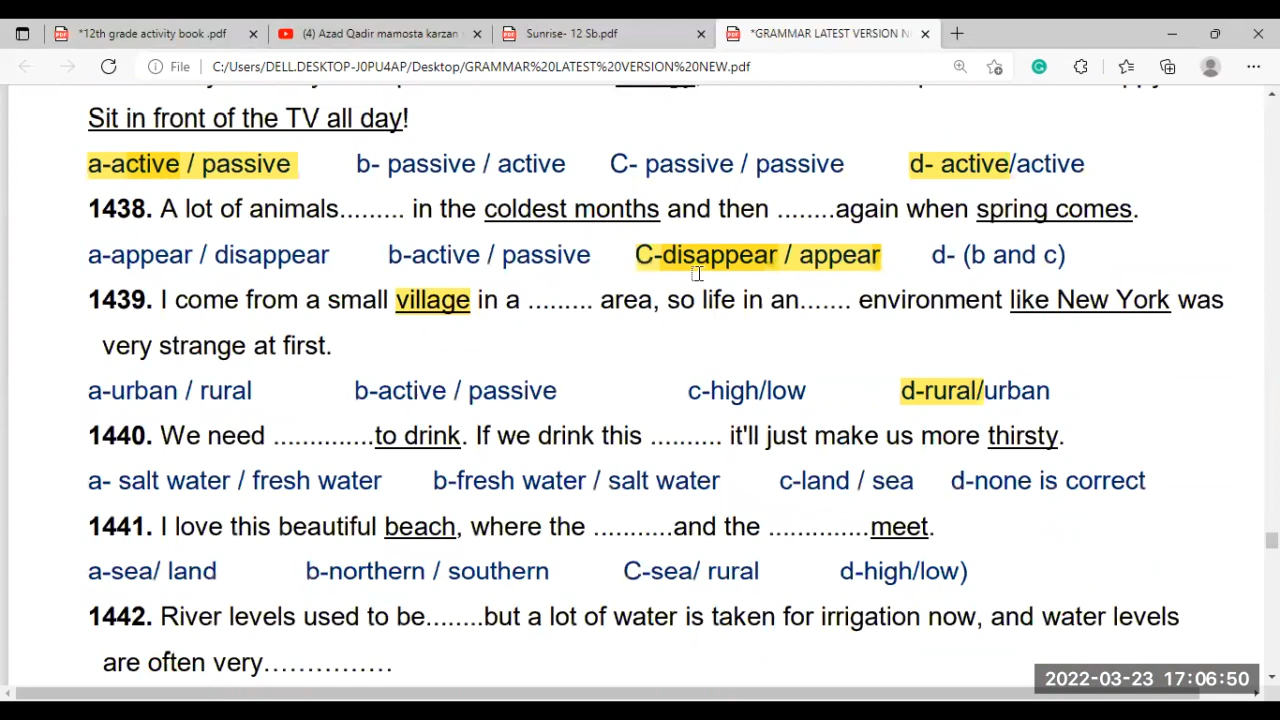 *12th grade activity book .pdf
(4) Azad Qadir mamosta karzan
Sunrise- 12 Sb.pdf
*GRAMMAR LATEST VERSION N
File C:/Users/DELL.DESKTOP-J0PU4AP/Desktop/GRAMMAR%20LATEST%20VERSION%20NEW.pdf
Sit in front of the TV all day!
a-active / passive b- passive / active C- passive / passive d- active/active
1438. A lot of animals......... in the coldest months and then ........again when spring comes.
a-appear / disappear b-active / passive C-disappear / appear d- (b and c)
1439. I come from a small village in a ......... area, so life in an....... environment like New York was
very strange at first.
a-urban / rural b-active / passive c-high/low d-rural/urban
1440. We need ..............to drink. If we drink this .......... it'll just make us more thirsty.
a- salt water / fresh water b-fresh water / salt water c-land / sea d-none is correct
1441. I love this beautiful beach, where the ...........and the ..............meet.
a-sea/ land b-northern / southern C-sea/ rural d-high/low)
1442. River levels used to be........but a lot of water is taken for irrigation now, and water levels
are often very……………
2022-03-23 17:06:50